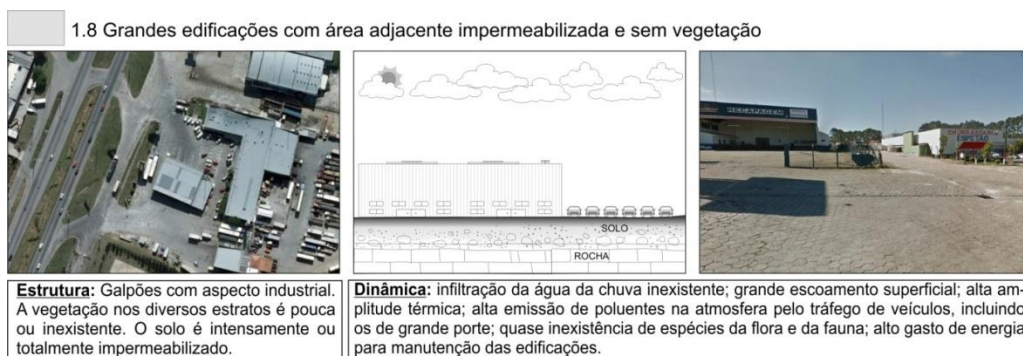 1.8 Grandes edificações com área adjacente impermeabilizada e sem vegetação
RECAPAGEM
CHURRASCARIA
ESPETÃO
SOLO
ROCHA
Estrutura: Galpões com aspecto industrial.
A vegetação nos diversos estratos é pouca
ou inexistente. O solo é intensamente ou
totalmente impermeabilizado.
Dinâmica: infiltração da água da chuva inexistente; grande escoamento superficial; alta am-
plitude térmica; alta emissão de poluentes na atmosfera pelo tráfego de veículos, incluindo
os de grande porte; quase inexistência de espécies da flora e da fauna; alto gasto de energia
para manutenção das edificações.